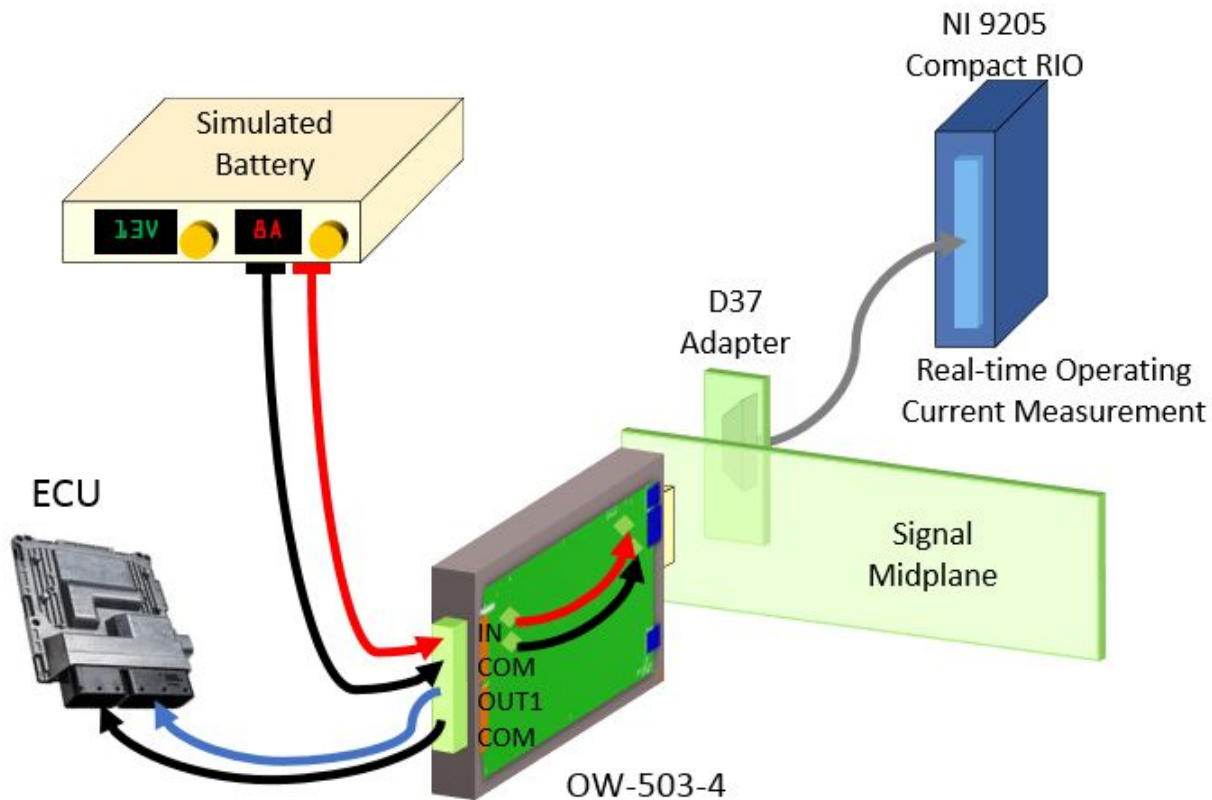 NI 9205
Compact RIO
Simulated
Battery
13V
8A
D37
Adapter
Real-time Operating
Current Measurement
ECU
Signal
Midplane
IN
COM
OUT1
COM
OW-503-4